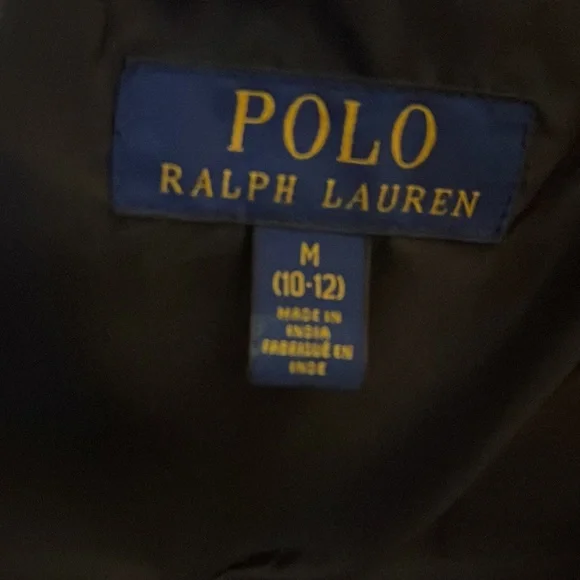 POLO
RALPH LAUREN
M
(10-12)
MADE IN
INDIA
FABRIQUÉ EN
INDE